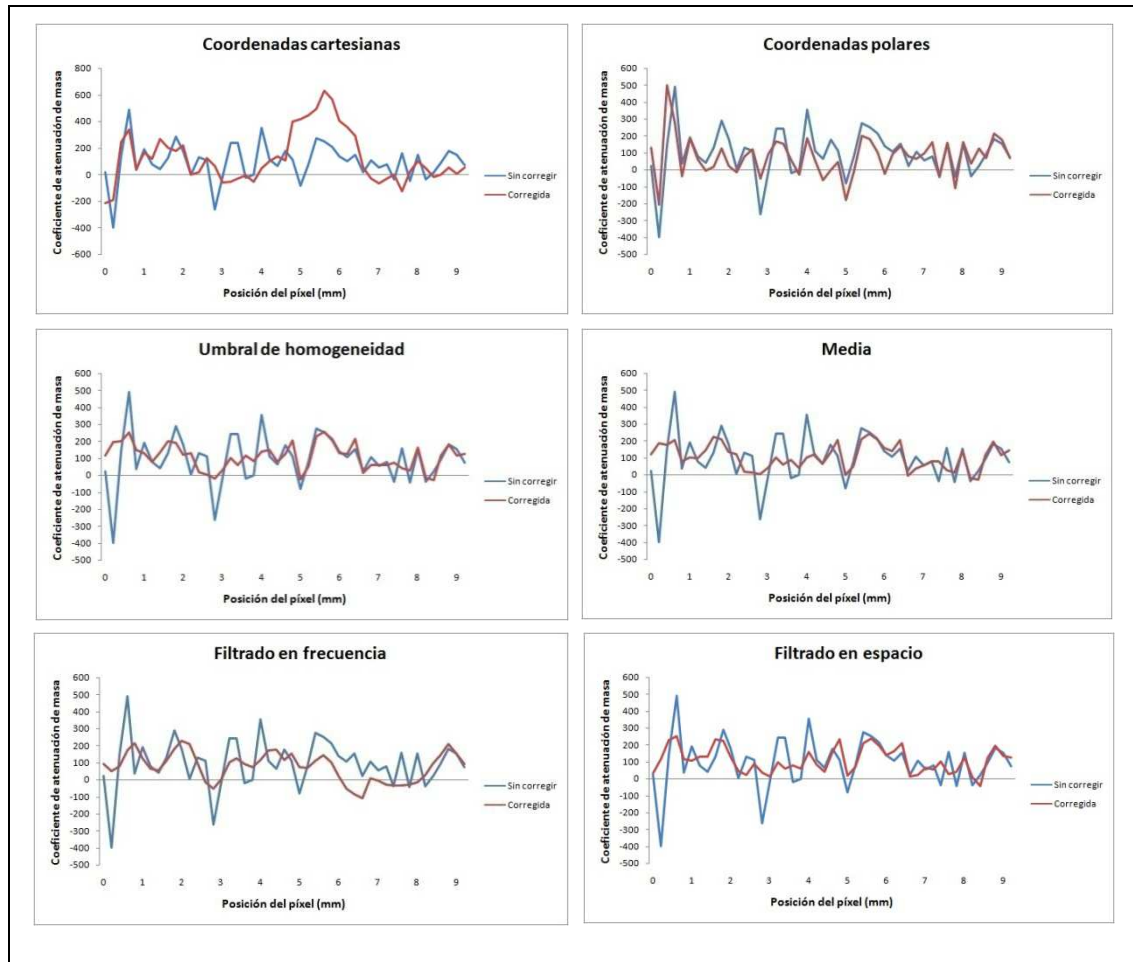 Coordenadas cartesianas
Coeficiente de atenuación de masa
800
600
400
200
0
-200
-400
-600
0 1 2 3 4 5 6 7 8 9
Posición del píxel (mm)
Sin corregir
Corregida
Coordenadas polares
Coeficiente de atenuación de masa
600
500
400
300
200
100
0
-100
-200
-300
-400
-500
0 1 2 3 4 5 6 7 8 9
Posición del píxel (mm)
Sin corregir
Corregida
Umbral de homogeneidad
Coeficiente de atenuación de masa
600
500
400
300
200
100
0
-100
-200
-300
-400
-500
0 1 2 3 4 5 6 7 8 9
Posición del píxel (mm)
Sin corregir
Corregida
Media
Coeficiente de atenuación de masa
600
500
400
300
200
100
0
-100
-200
-300
-400
-500
0 1 2 3 4 5 6 7 8 9
Posición del píxel (mm)
Sin corregir
Corregida
Filtrado en frecuencia
Coeficiente de atenuación de masa
600
500
400
300
200
100
0
-100
-200
-300
-400
-500
0 1 2 3 4 5 6 7 8 9
Posición del píxel (mm)
Sin corregir
Corregida
Filtrado en espacio
Coeficiente de atenuación de masa
600
500
400
300
200
100
0
-100
-200
-300
-400
-500
0 1 2 3 4 5 6 7 8 9
Posición del píxel (mm)
Sin corregir
Corregida